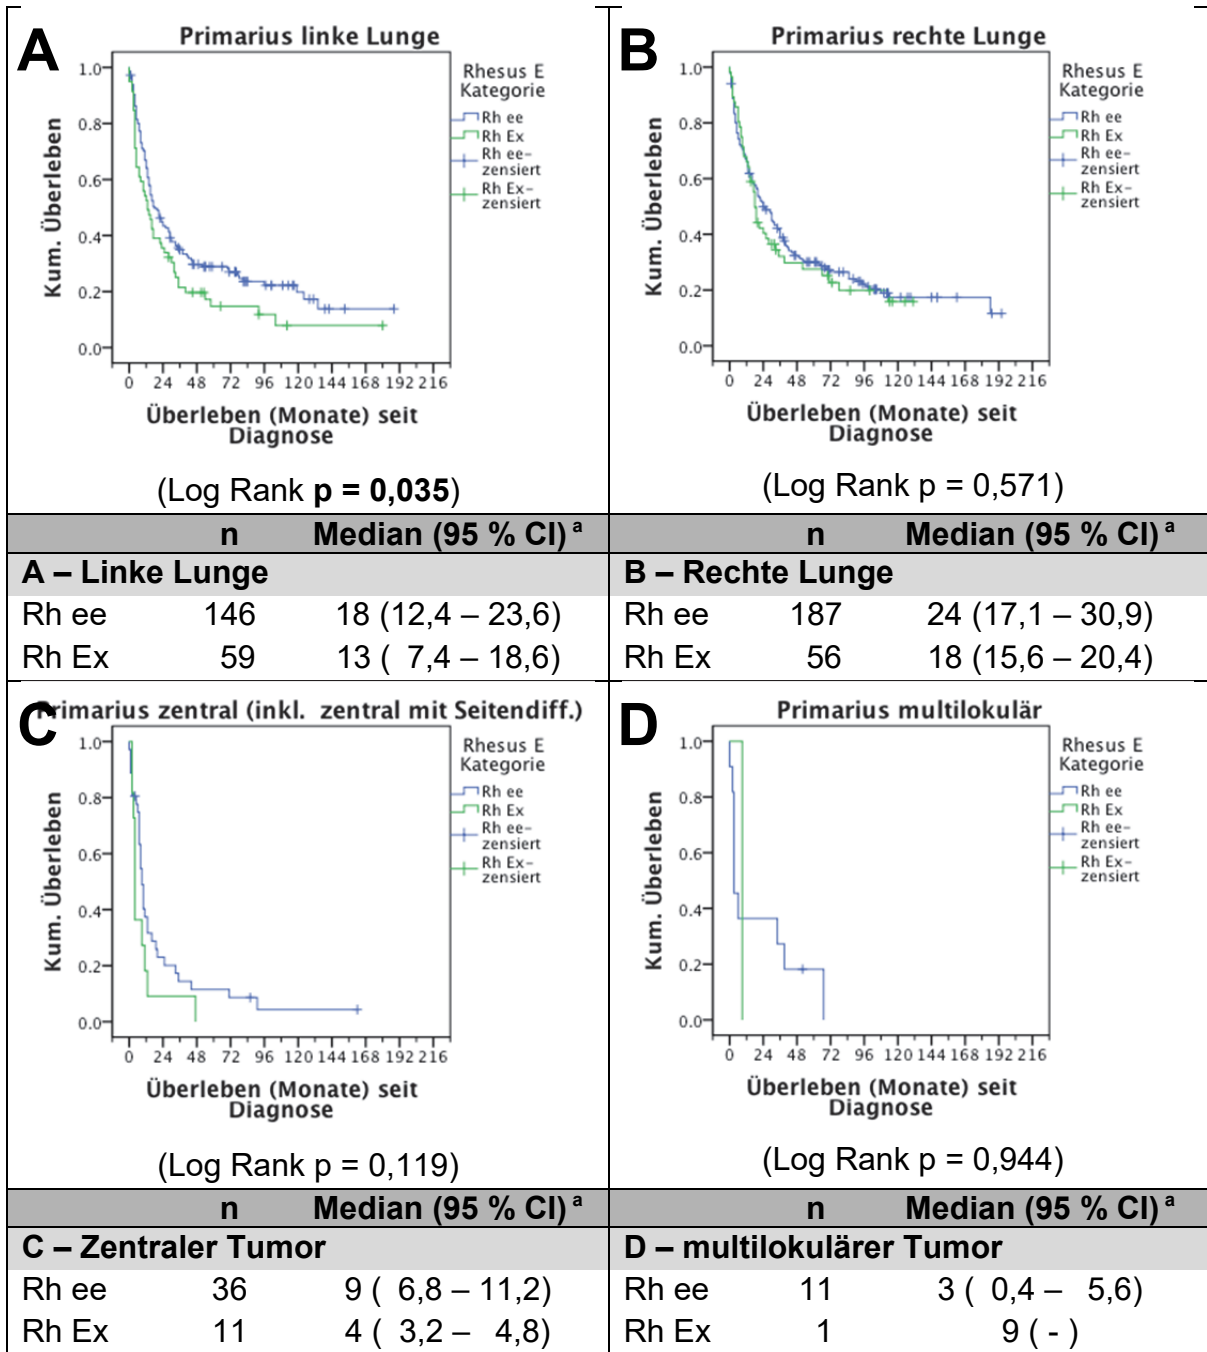 A
Primarius linke Lunge
Kum. Überleben
1.0
0.8
0.6
0.4
0.2
0.0
0 24 48 72 96 120 144 168 192 216
Überleben (Monate) seit
Diagnose
Rhesus E
Kategorie
Rh ee
Rh Ex
Rh ee-
zensiert
Rh Ex-
zensiert
(Log Rank p = 0,035)
n Median (95 % CI) a
A – Linke Lunge
Rh ee 146 18 (12,4 – 23,6)
Rh Ex 59 13 ( 7,4 – 18,6)
B
Primarius rechte Lunge
Kum. Überleben
1.0
0.8
0.6
0.4
0.2
0.0
0 24 48 72 96 120 144 168 192 216
Überleben (Monate) seit
Diagnose
Rhesus E
Kategorie
Rh ee
Rh Ex
Rh ee-
zensiert
Rh Ex-
zensiert
(Log Rank p = 0,571)
n Median (95 % CI) a
B – Rechte Lunge
Rh ee 187 24 (17,1 – 30,9)
Rh Ex 56 18 (15,6 – 20,4)
C
Primarius zentral (inkl. zentral mit Seitendiff.)
Kum. Überleben
1.0
0.8
0.6
0.4
0.2
0.0
0 24 48 72 96 120 144 168 192 216
Überleben (Monate) seit
Diagnose
Rhesus E
Kategorie
Rh ee
Rh Ex
Rh ee-
zensiert
Rh Ex-
zensiert
(Log Rank p = 0,119)
n Median (95 % CI) a
C – Zentraler Tumor
Rh ee 36 9 ( 6,8 – 11,2)
Rh Ex 11 4 ( 3,2 – 4,8)
D
Primarius multilokulär
Kum. Überleben
1.0
0.8
0.6
0.4
0.2
0.0
0 24 48 72 96 120 144 168 192 216
Überleben (Monate) seit
Diagnose
Rhesus E
Kategorie
Rh ee
Rh Ex
Rh ee-
zensiert
Rh Ex-
zensiert
(Log Rank p = 0,944)
n Median (95 % CI) a
D – multilokulärer Tumor
Rh ee 11 3 ( 0,4 – 5,6)
Rh Ex 1 9 ( - )